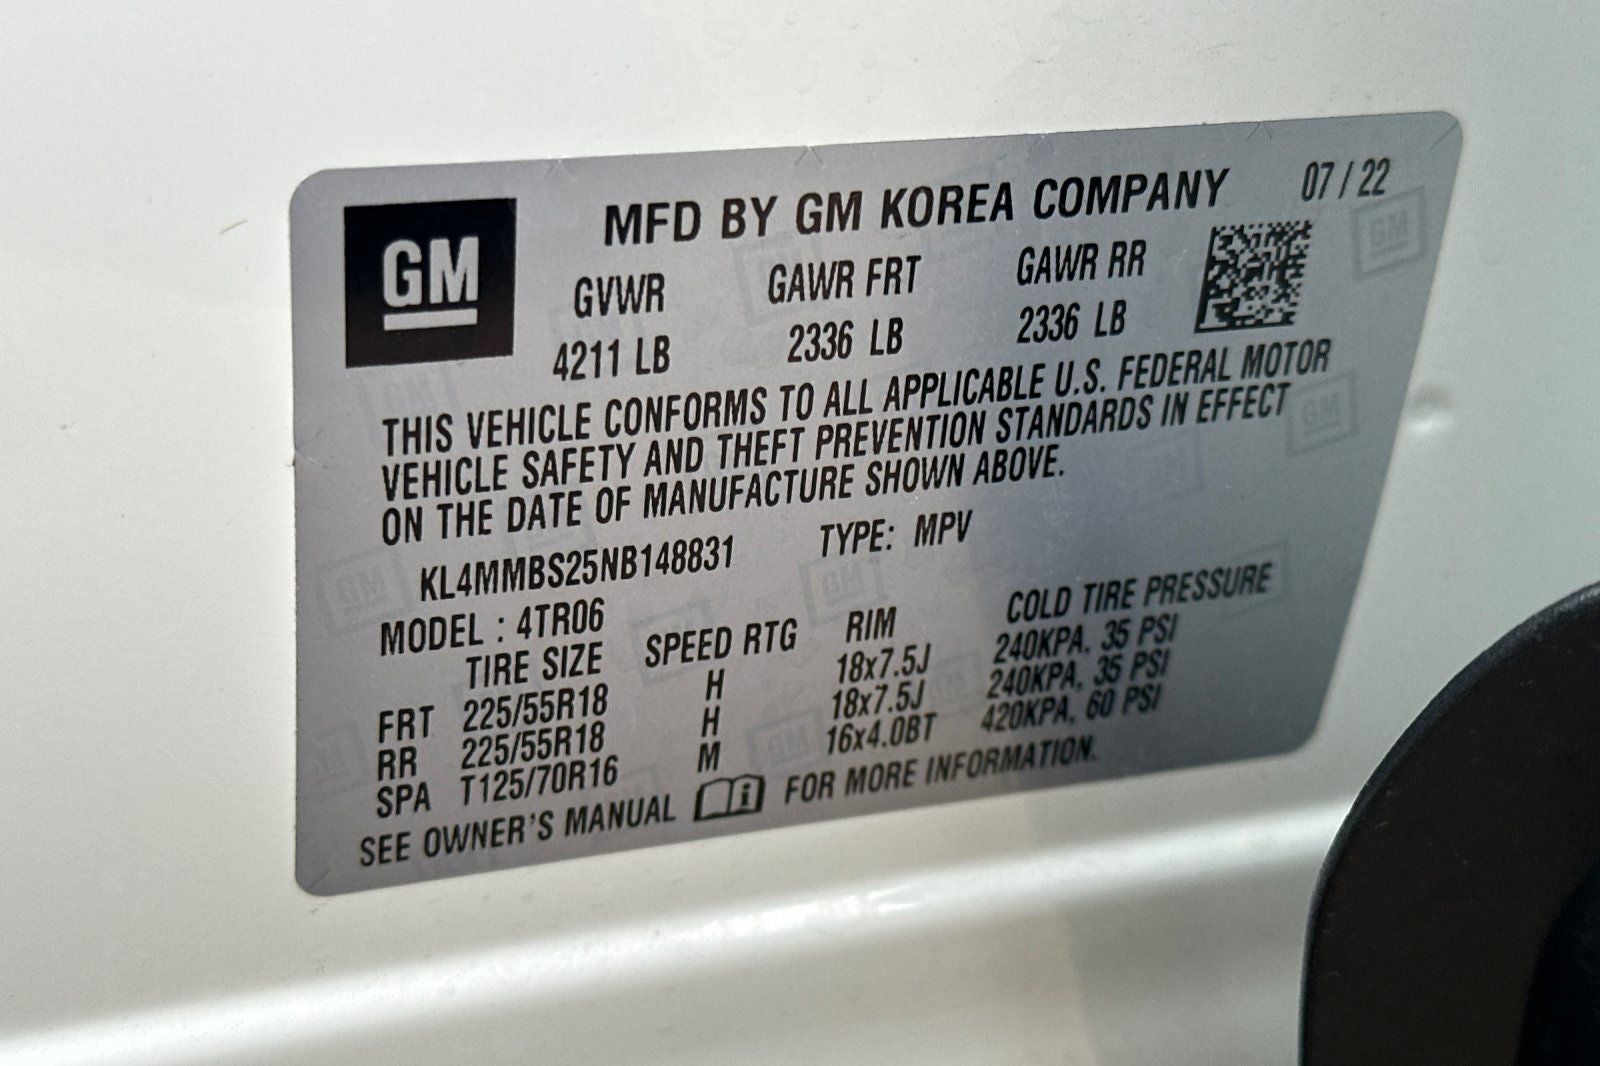 MFD BY GM KOREA COMPANY 07 / 22
GM
GVWR GAWR FRT GAWR RR
4211 LB 2336 LB 2336 LB
THIS VEHICLE CONFORMS TO ALL APPLICABLE U.S. FEDERAL MOTOR
VEHICLE SAFETY AND THEFT PREVENTION STANDARDS IN EFFECT
ON THE DATE OF MANUFACTURE SHOWN ABOVE.
KL4MMBS25NB148831 TYPE: MPV
MODEL : 4TR06
TIRE SIZE SPEED RTG RIM COLD TIRE PRESSURE
FRT 225/55R18 H 18x7.5J 240KPA, 35 PSI
RR 225/55R18 H 18x7.5J 240KPA, 35 PSI
SPA T125/70R16 M 16x4.0BT 420KPA, 60 PSI
SEE OWNER'S MANUAL i FOR MORE INFORMATION.